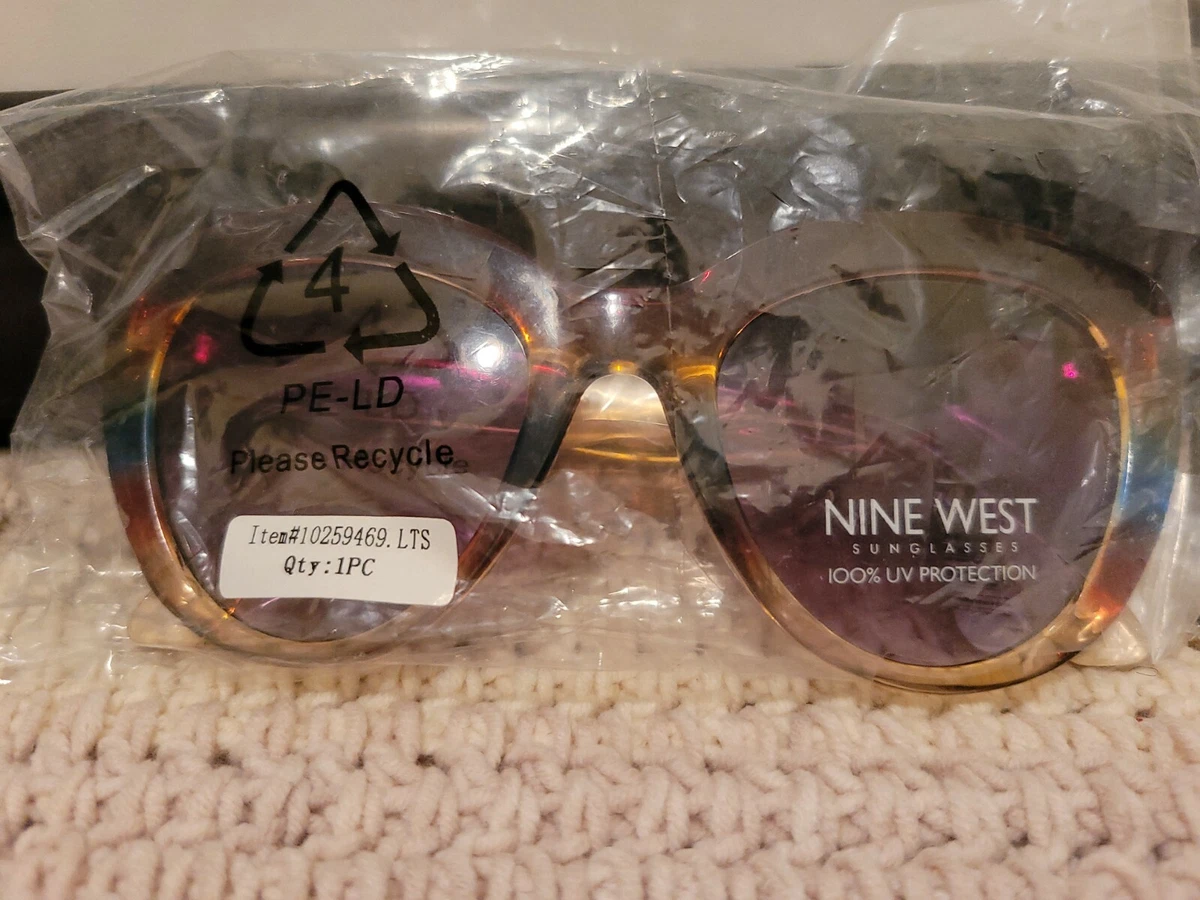 4
PE-LD
Please Recycle
Item#10259469.LTS
Qty:1PC
NINE WEST
SUNGLASSES
100% UV PROTECTION